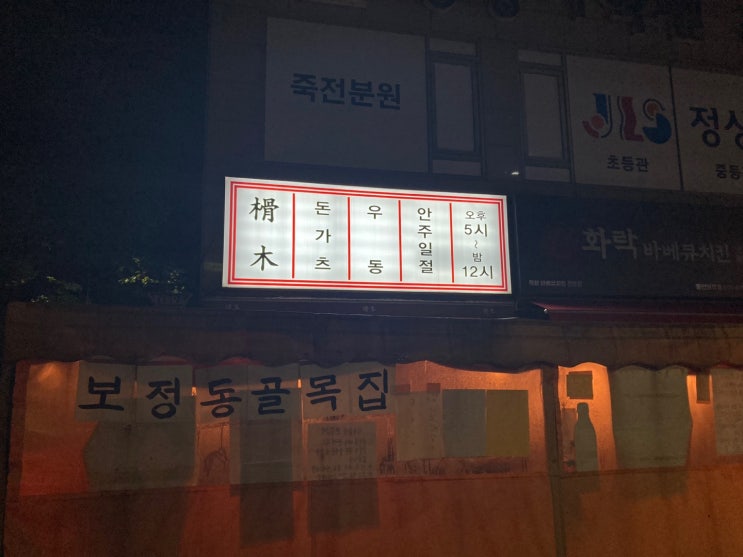 죽전분원
JLS
정상
초등관
중등
榾木
돈가츠
우동
안주일절
오후
5시
~
밤
12시
화락 바베큐치킨
보정동골목집